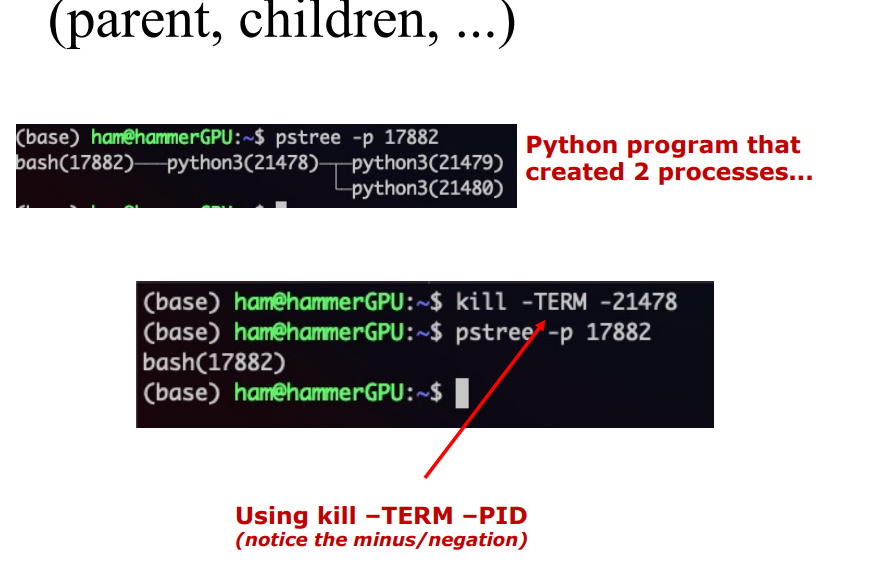 (parent, children, ...)
(base) ham@hammerGPU:~$ pstree -p 17882
bash(17882)───python3(21478)─┬─python3(21479)
└─python3(21480)
Python program that
created 2 processes...
(base) ham@hammerGPU:~$ kill -TERM -21478
(base) ham@hammerGPU:~$ pstree -p 17882
bash(17882)
(base) ham@hammerGPU:~$
Using kill –TERM –PID
(notice the minus/negation)